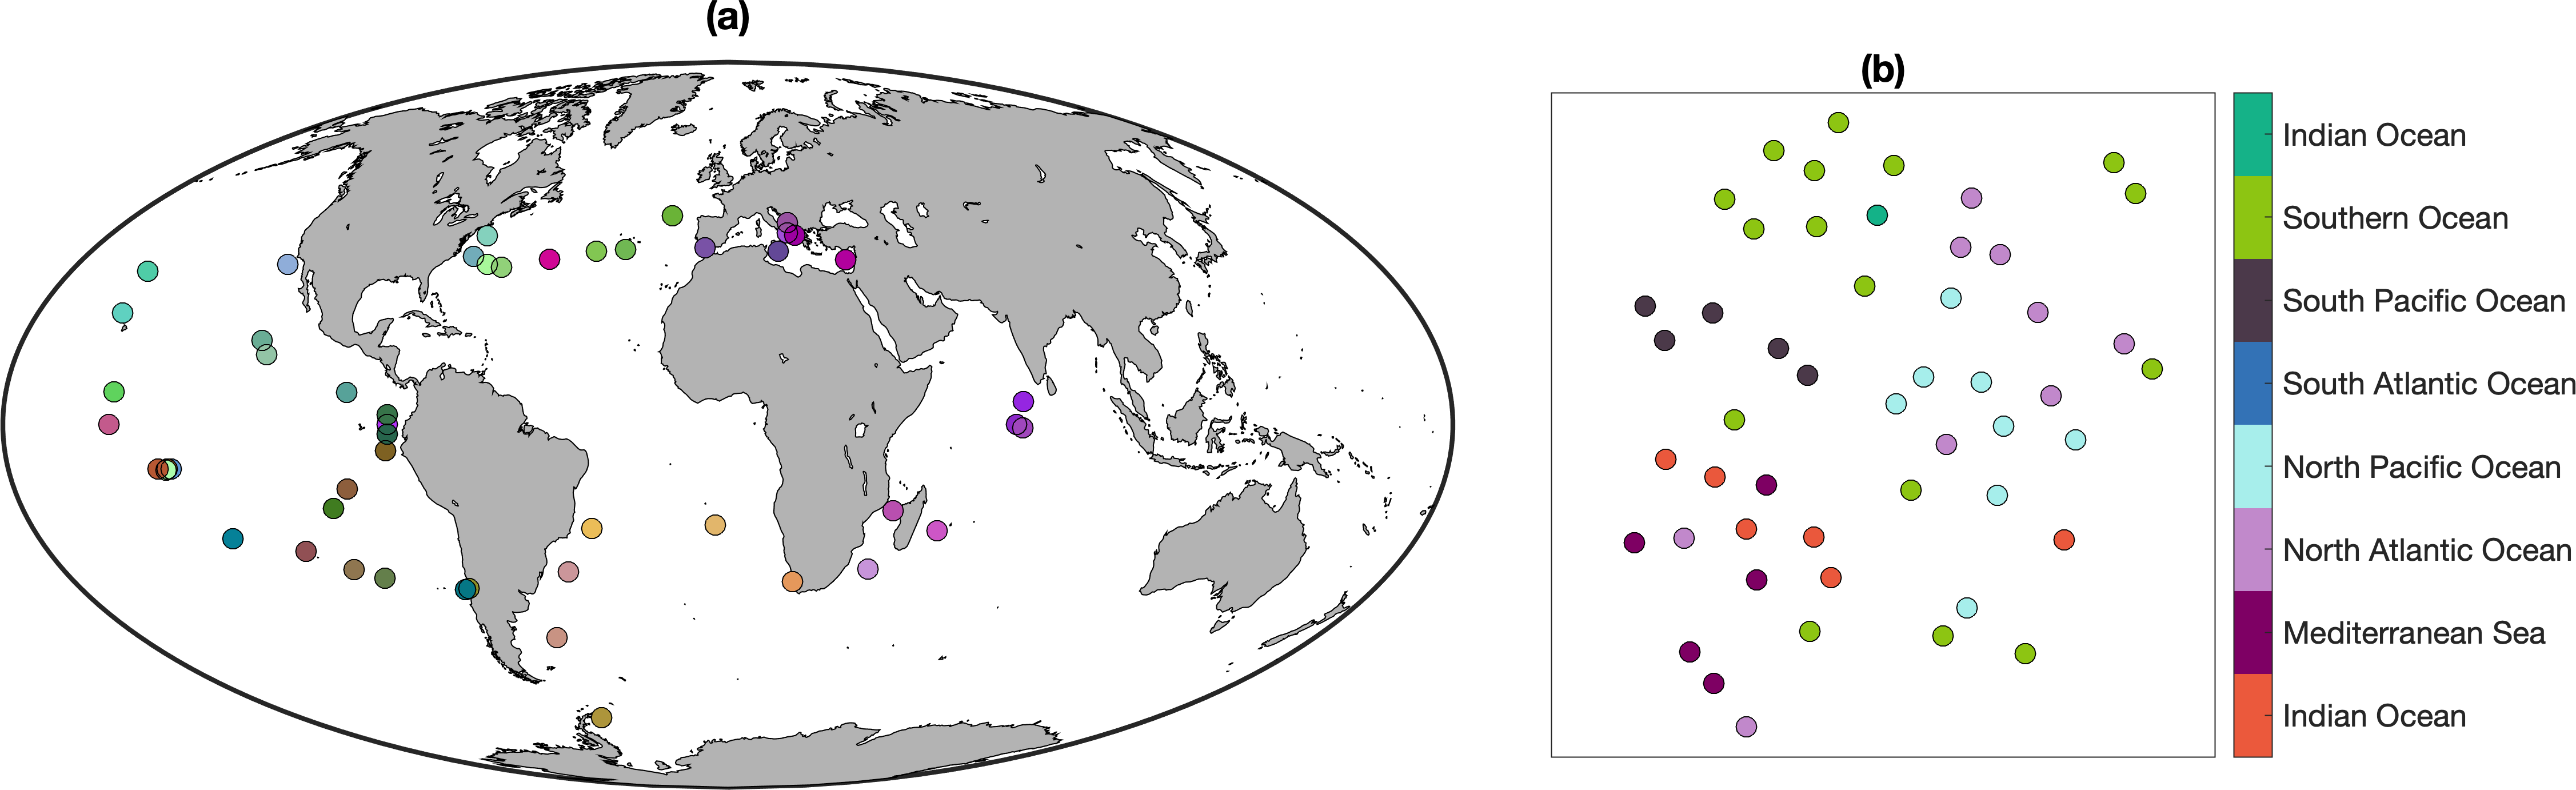 (a)
(b)
Indian Ocean
Southern Ocean
South Pacific Ocean
South Atlantic Ocean
North Pacific Ocean
North Atlantic Ocean
Mediterranean Sea
Indian Ocean